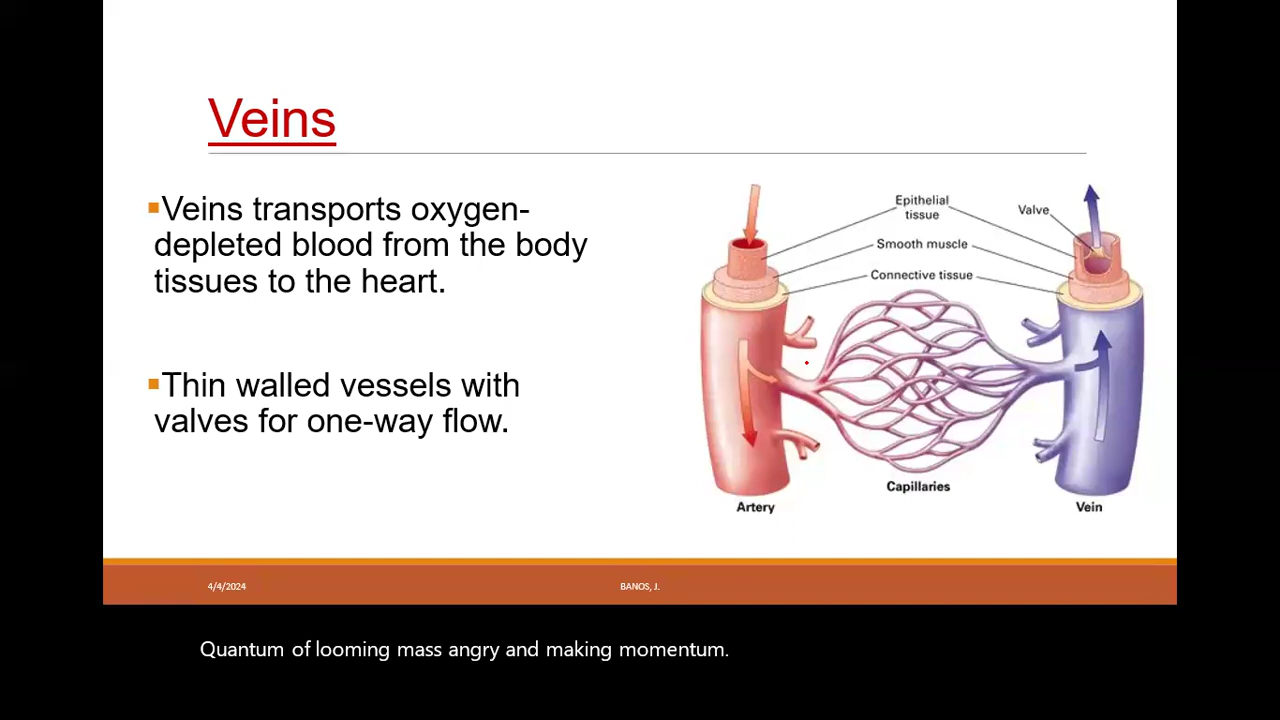 Veins
▪Veins transports oxygen-
depleted blood from the body
tissues to the heart.
▪Thin walled vessels with
valves for one-way flow.
Epithelial
tissue
Valve
Smooth muscle
Connective tissue
Capillaries
Artery
Vein
4/4/2024
BANOS, J.
Quantum of looming mass angry and making momentum.